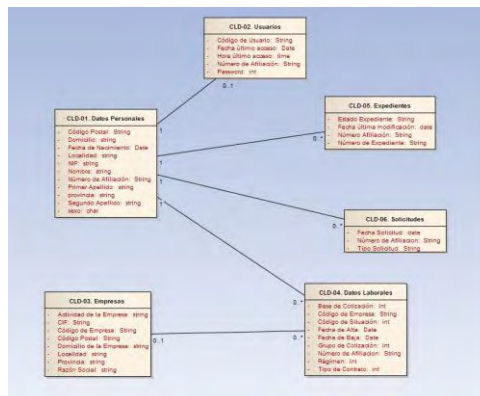 CLD-02. Usuarios
- Código de Usuario: String
- Fecha último acceso: Date
- Hora último acceso: time
- Número de Afiliación: String
- Password: int
0..1
CLD-01. Datos Personales
- Código Postal: String
- Domicilio: string
- Fecha de Nacimiento: Date
- Localidad: string
- NIF: string
- Nombre: string
- Número de Afiliación: String
- Primer Apellido: string
- provincia: string
- Segundo Apellido: string
- sexo: char
1
1
1
1
CLD-05. Expedientes
- Estado Expediente: String
- Fecha última modificación: date
- Número Afiliación: String
- Número de Expediente: String
0..*
CLD-06. Solicitudes
- Fecha Solicitud: date
- Número de Afiliacion: String
- Tipo Solicitud: String
0..*
CLD-03. Empresas
- Actividad de la Empresa: string
- CIF: String
- Código de Empresa: String
- Código Postal: String
- Domicilio de la Empresa: string
- Localidad: string
- Provincia: string
- Razón Social: string
0..1
CLD-04. Datos Laborales
- Base de Cotización: int
- Código de Empresa: String
- Código de Situación: int
- Fecha de Alta: Date
- Fecha de Baja: Date
- Grupo de Cotización: int
- Número de Afiliacion: String
- Régimen: int
- Tipo de Contrato: int
0..*
0..*